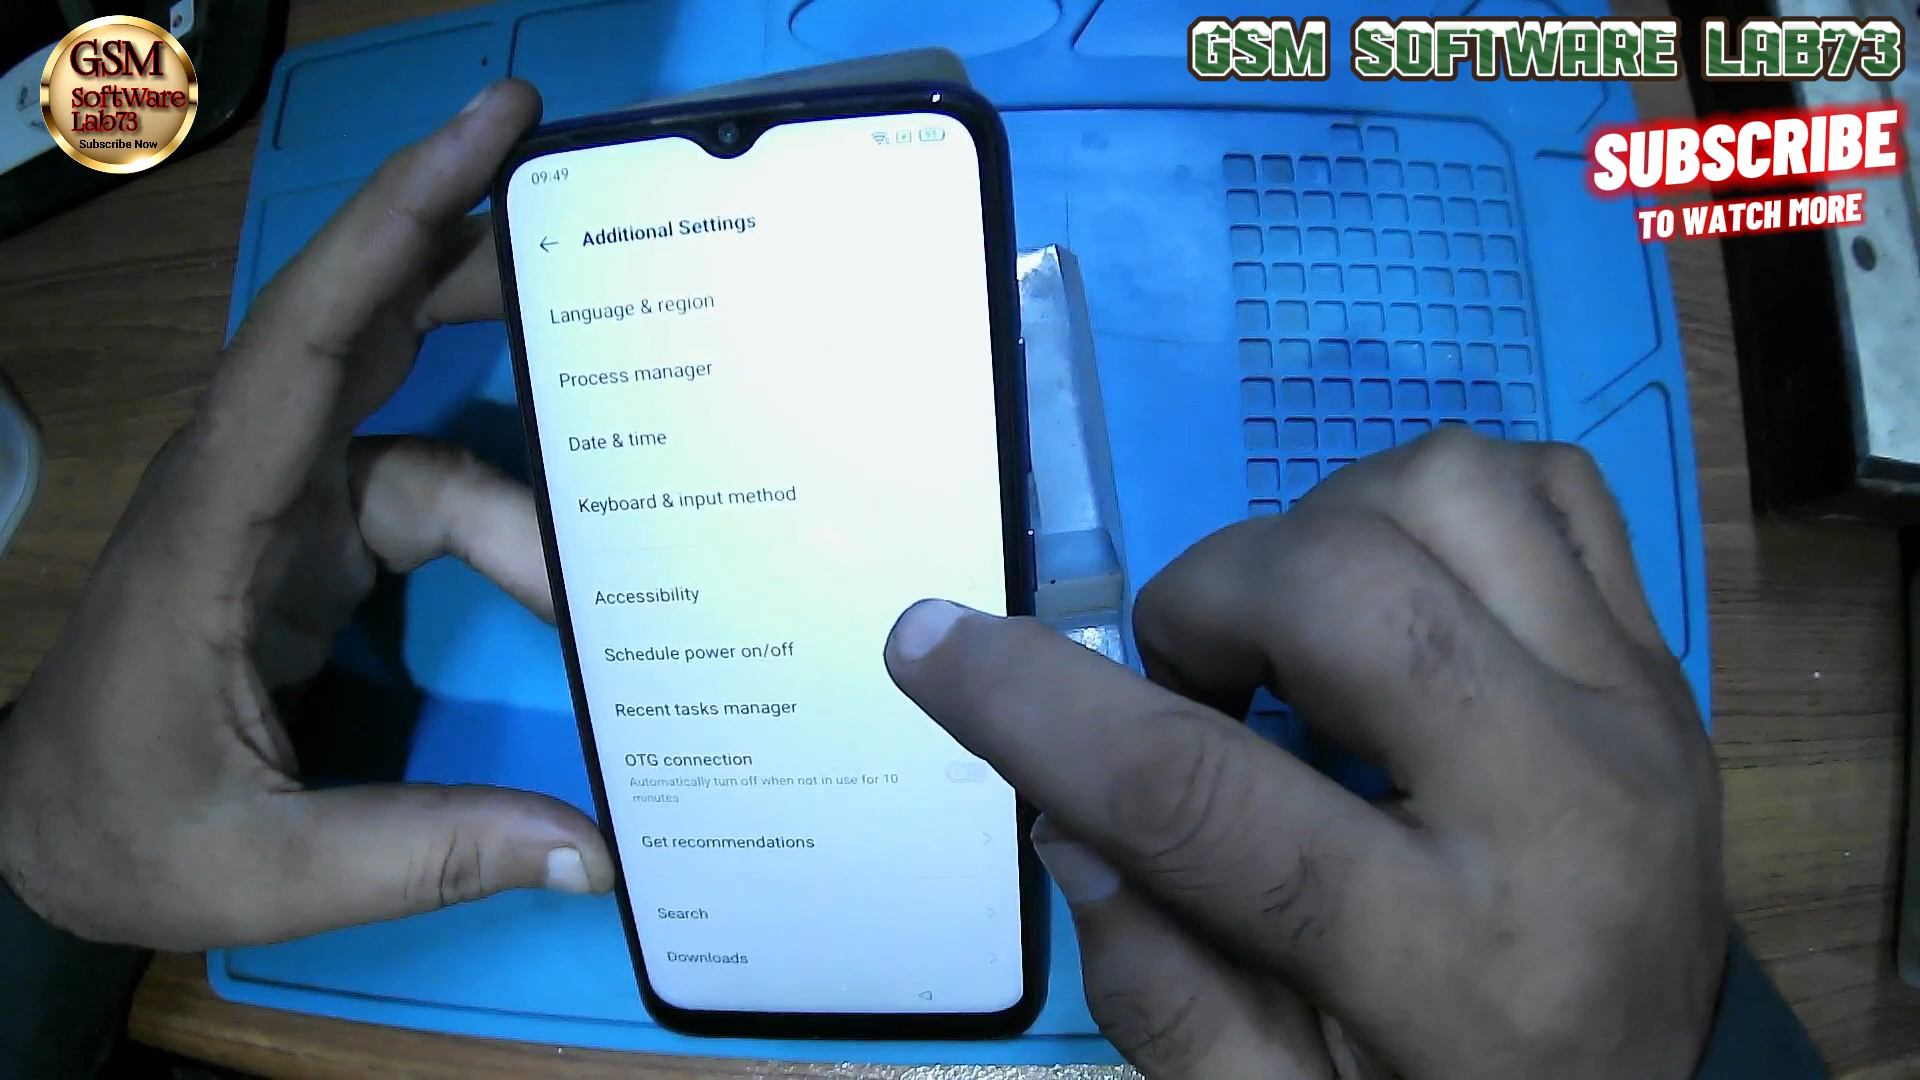 GSM
SoftWare
Lab73
Subscribe Now
GSM SOFTWARE LAB73
SUBSCRIBE
TO WATCH MORE
09:49
Additional Settings
Language & region
Process manager
Date & time
Keyboard & input method
Accessibility
Schedule power on/off
Recent tasks manager
OTG connection
Automatically turn off when not in use for 10
minutes.
Get recommendations
Search
Downloads